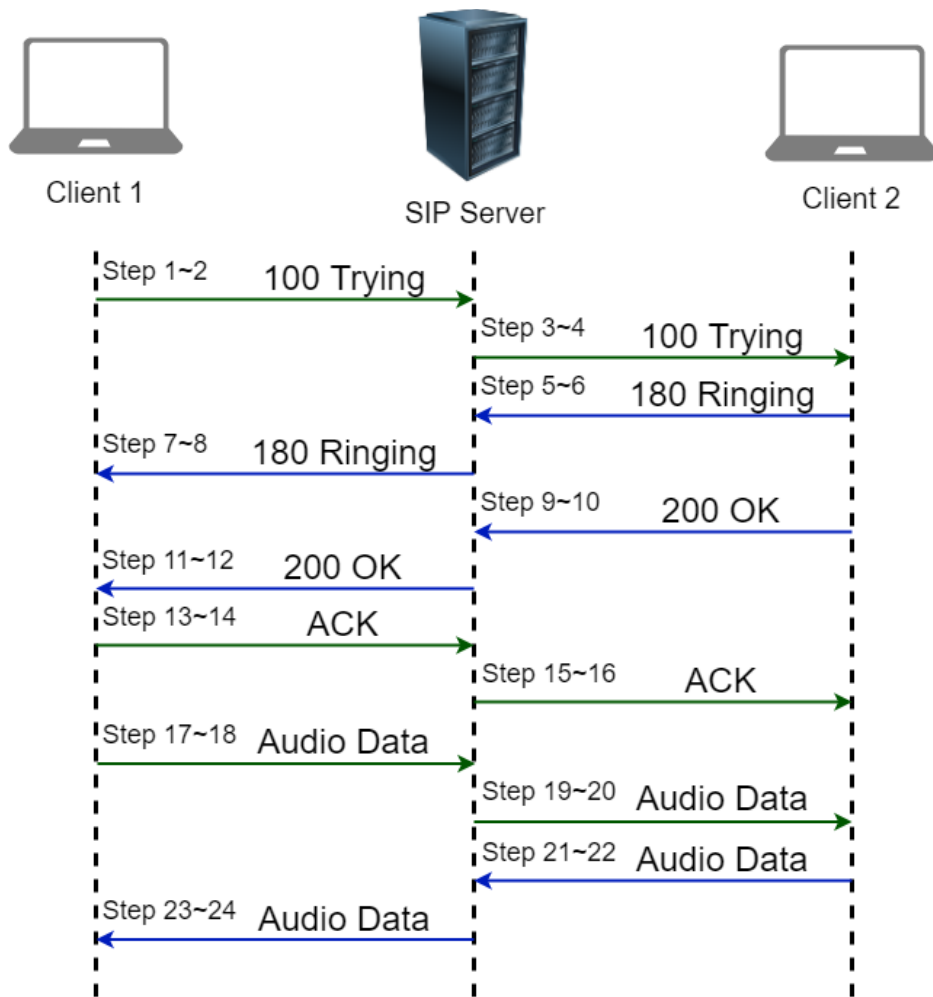 Client 1
SIP Server
Client 2
Step 1~2 100 Trying
Step 3~4 100 Trying
Step 5~6 180 Ringing
Step 7~8 180 Ringing
Step 9~10 200 OK
Step 11~12 200 OK
Step 13~14 ACK
Step 15~16 ACK
Step 17~18 Audio Data
Step 19~20 Audio Data
Step 21~22 Audio Data
Step 23~24 Audio Data